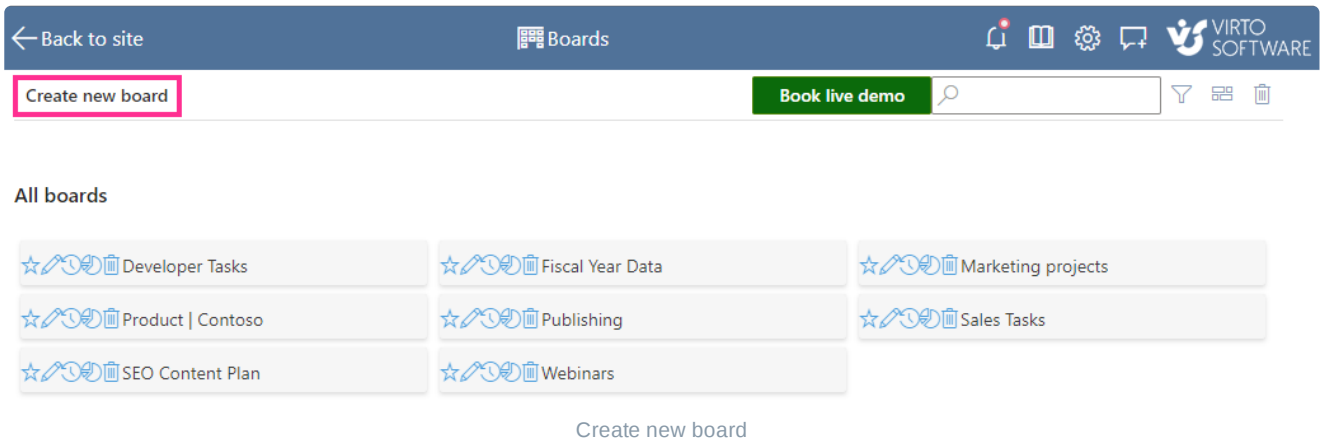 Back to site Boards VIRTO SOFTWARE
Create new board Book live demo
All boards
Developer Tasks Fiscal Year Data Marketing projects
Product | Contoso Publishing Sales Tasks
SEO Content Plan Webinars
Create new board